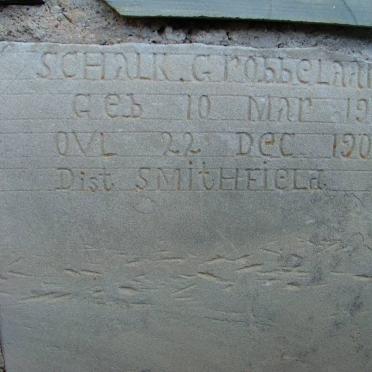 SCHALK . GrobbeLaar
Geb 10 Mar 19
OVL 22 Dec 190
Dist SMitHFieLd